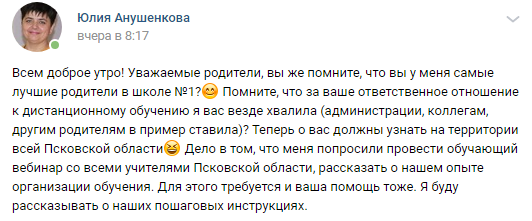 Юлия Анушенкова
вчера в 8:17
Всем доброе утро! Уважаемые родители, вы же помните, что вы у меня самые
лучшие родители в школе №1?😊 Помните, что за ваше ответственное отношение
к дистанционному обучению я вас везде хвалила (администрации, коллегам,
другим родителям в пример ставила)? Теперь о вас должны узнать на территории
всей Псковской области😆 Дело в том, что меня попросили провести обучающий
вебинар со всеми учителями Псковской области, рассказать о нашем опыте
организации обучения. Для этого требуется и ваша помощь тоже. Я буду
рассказывать о наших пошаговых инструкциях.